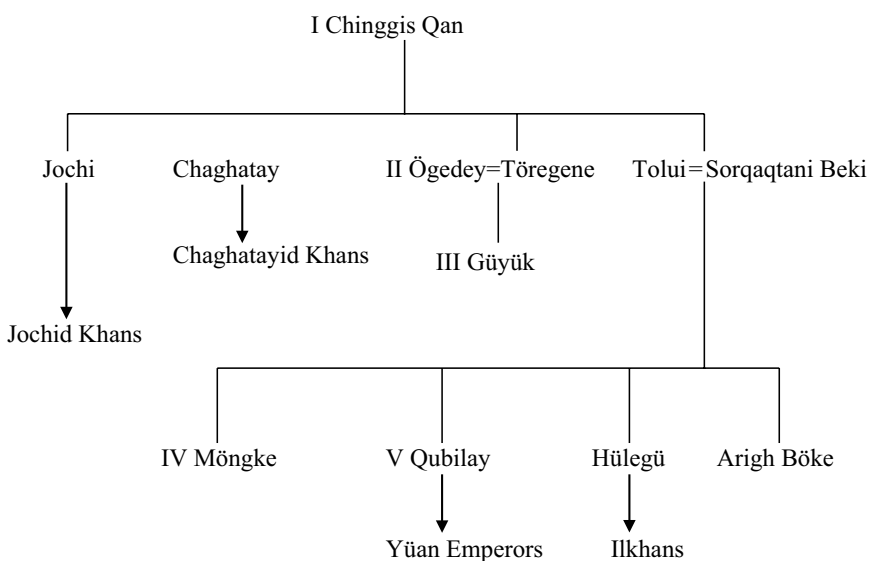 I Chinggis Qan
Jochi Chaghatay II Ögedey=Töregene Tolui=Sorqaqtani Beki
Chaghatayid Khans III Güyük
Jochid Khans
IV Möngke V Qubilay Hülegü Arigh Böke
Yüan Emperors Ilkhans